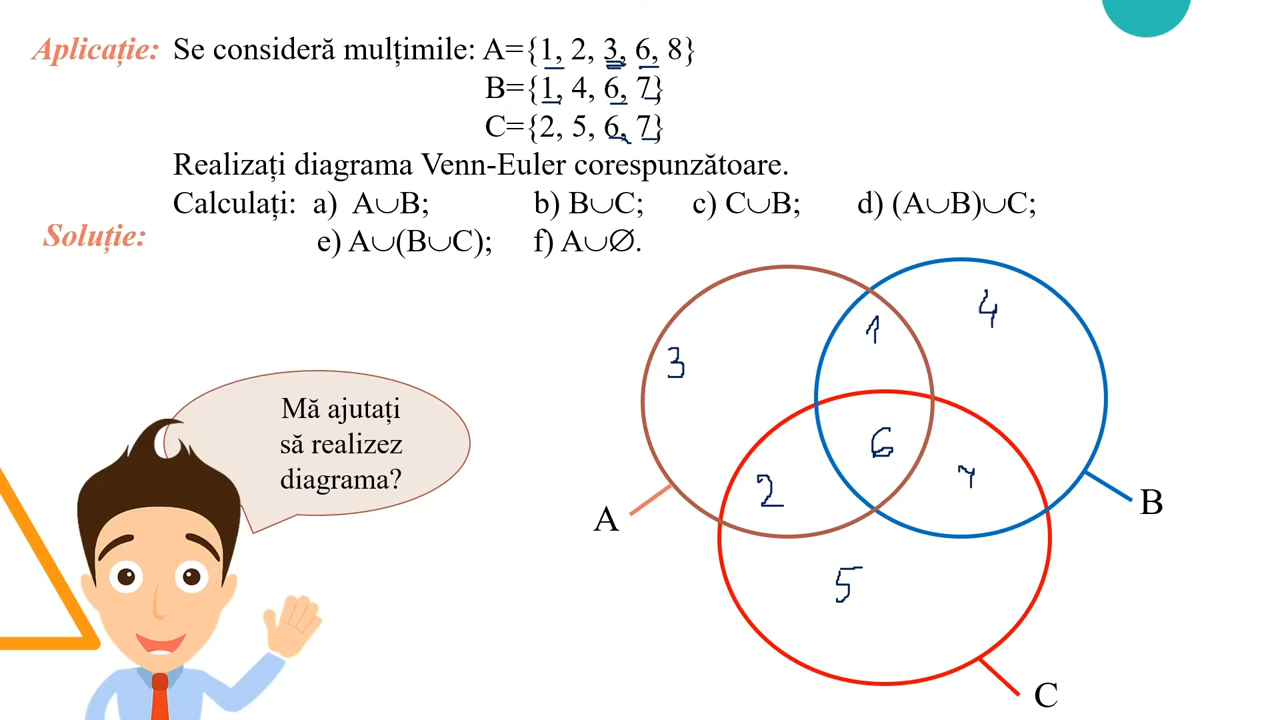 Aplicație: Se consideră mulțimile: A={1, 2, 3, 6, 8}
B={1, 4, 6, 7}
C={2, 5, 6, 7}
Realizați diagrama Venn-Euler corespunzătoare.
Calculați: a) A∪B; b) B∪C; c) C∪B; d) (A∪B)∪C;
Soluție: e) A∪(B∪C); f) A∪∅.
4
1
3
Mă ajutați
să realizez
diagrama?
6
7
2
A
B
5
C